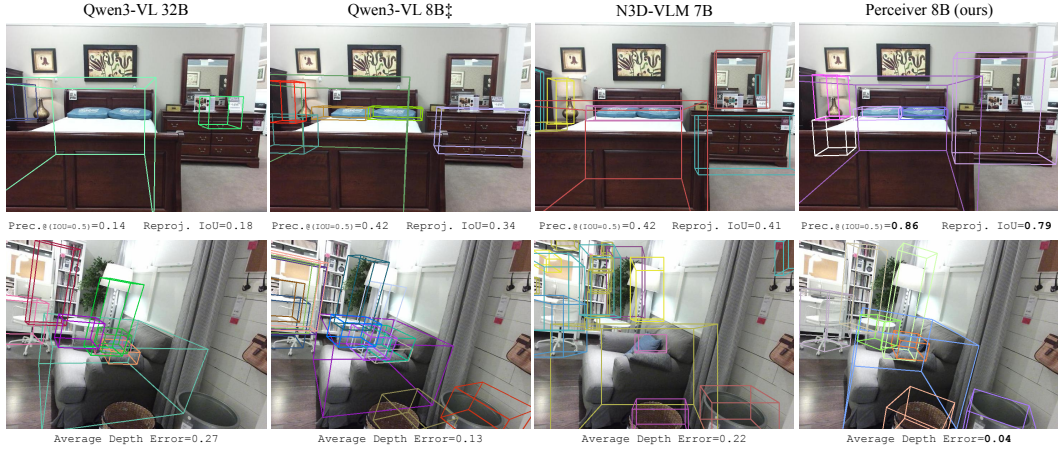 Qwen3-VL 32B
Qwen3-VL 8B‡
N3D-VLM 7B
Perceiver 8B (ours)
Prec.@(IOU=0.5)=0.14 Reproj. IoU=0.18
Prec.@(IOU=0.5)=0.42 Reproj. IoU=0.34
Prec.@(IOU=0.5)=0.42 Reproj. IoU=0.41
Prec.@(IOU=0.5)=0.86 Reproj. IoU=0.79
Average Depth Error=0.27
Average Depth Error=0.13
Average Depth Error=0.22
Average Depth Error=0.04